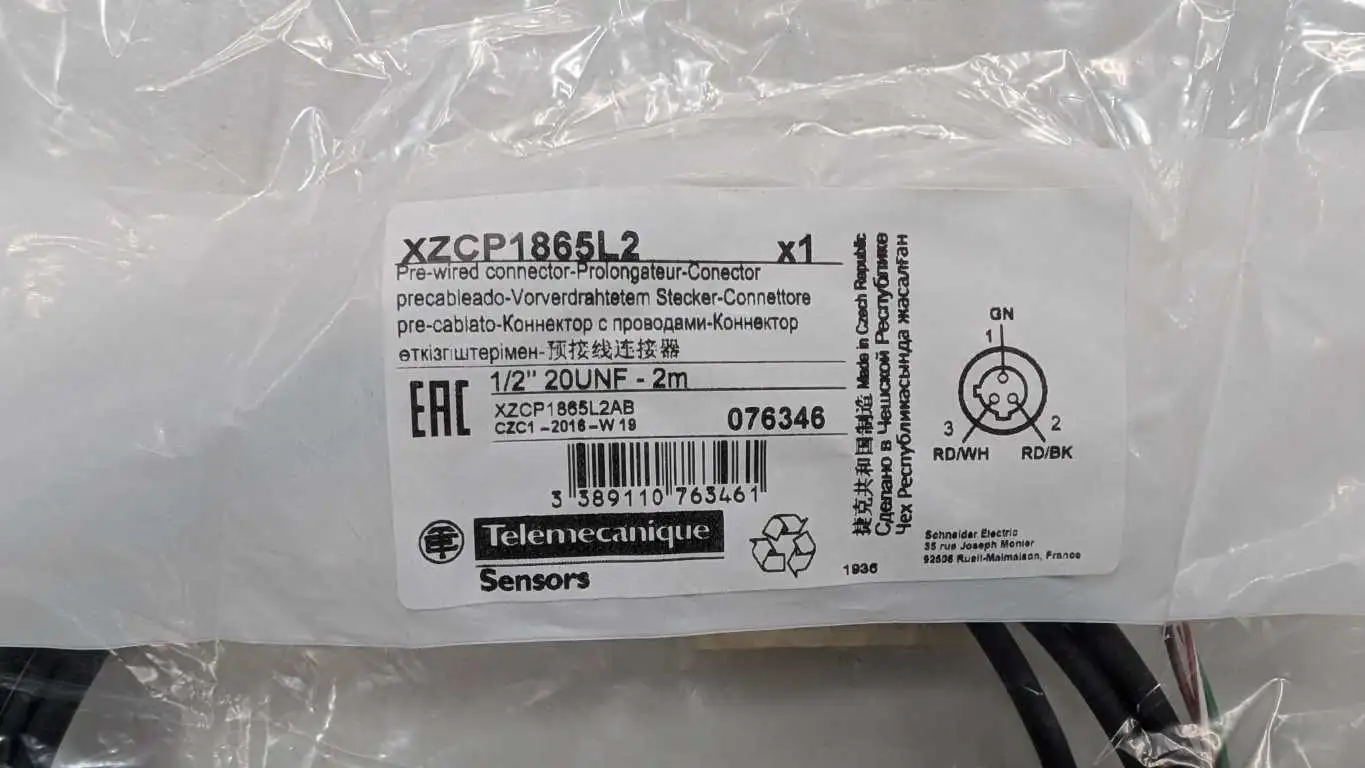 XZCP1865L2 x1
Pre-wired connector-Prolongateur-Conector
precableado-Vorverdrahtetem Stecker-Connettore
pre-cablato-Коннектор с проводами-Коннектор
өткізгіштерімен-预接线连接器
EAC
1/2" 20UNF - 2m
XZCP1865L2AB
CZC1 -2016-W 19
076346
3 389110 763461
Telemecanique
Sensors
捷克共和国制造 Made in Czech Republic
Сделано в Чешской Республике
Чех Республикасында жасалған
1936
GN
1
3 2
RD/WH RD/BK
Schneider Electric
35 rue Joseph Monier
92506 Rueil-Malmaison, France